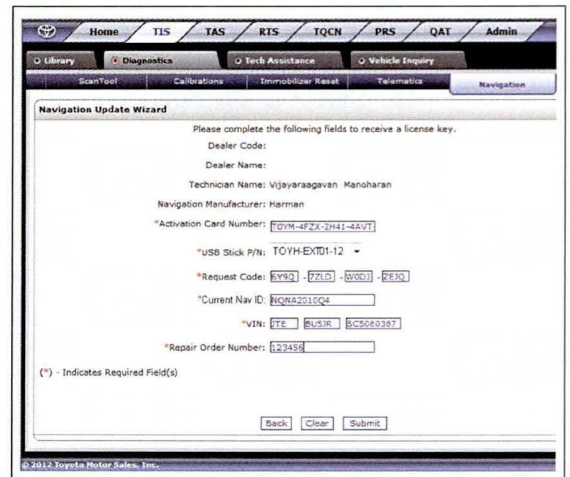 Home TIS TAS RTS TQCN PRS QAT Admin
Library Diagnostics Tech Assistance Vehicle Inquiry
ScanTool Calibrations Immobilizer Reset Telematics Navigation
Navigation Update Wizard
Please complete the following fields to receive a license key.
Dealer Code:
Dealer Name:
Technician Name: Vijayaraagavan Manoharan
Navigation Manufacturer: Harman
*Activation Card Number: T0YM-4FZX-2H41-4AVT
*USB Stick P/N: TOYH-EXT01-12
*Request Code: 6Y9Q - 7ZLD - W0DJ - ZEJQ
*Current Nav ID: NQNA2010Q4
*VIN: JTE BU5JR 5C5060387
*Repair Order Number: 123456
(*) - Indicates Required Field(s)
Back Clear Submit
© 2012 Toyota Motor Sales, Inc.